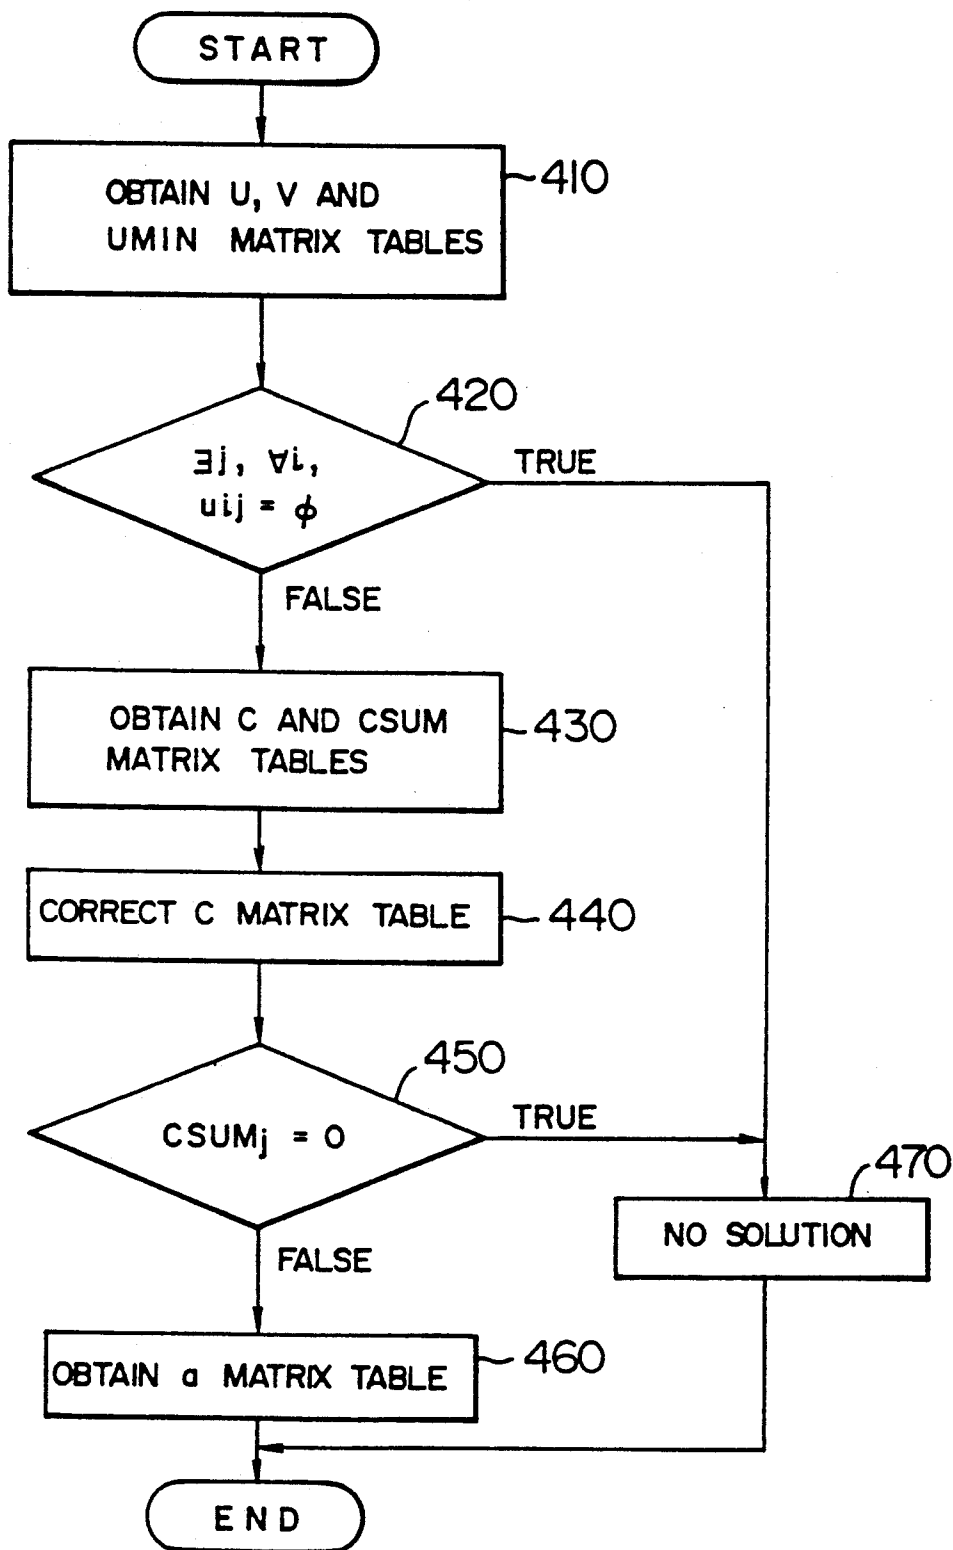 START
OBTAIN U, V AND
UMIN MATRIX TABLES
410
420
∃j, ∀i,
uij = ϕ
TRUE
FALSE
OBTAIN C AND CSUM
MATRIX TABLES
430
CORRECT C MATRIX TABLE
440
450
CSUMj = 0
TRUE
470
NO SOLUTION
FALSE
OBTAIN a MATRIX TABLE
460
END